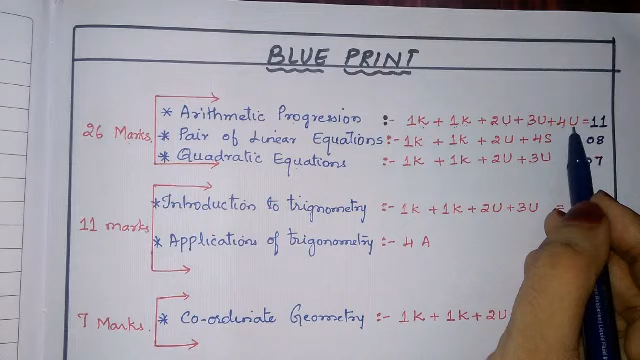 BLUE PRINT
* Arithmetic Progression :- 1K + 1K + 2U + 3U + 4U = 11
26 Marks. * Pair of Linear Equations :- 1K + 1K + 2U + 4S 08
* Quadratic Equations :- 1K + 1K + 2U + 3U 07
* Introduction to trignometry :- 1K + 1K + 2U + 3U =
11 marks
* Applications of trigonometry :- 4 A
7 Marks. * Co-ordinate Geometry :- 1K + 1K + 2U